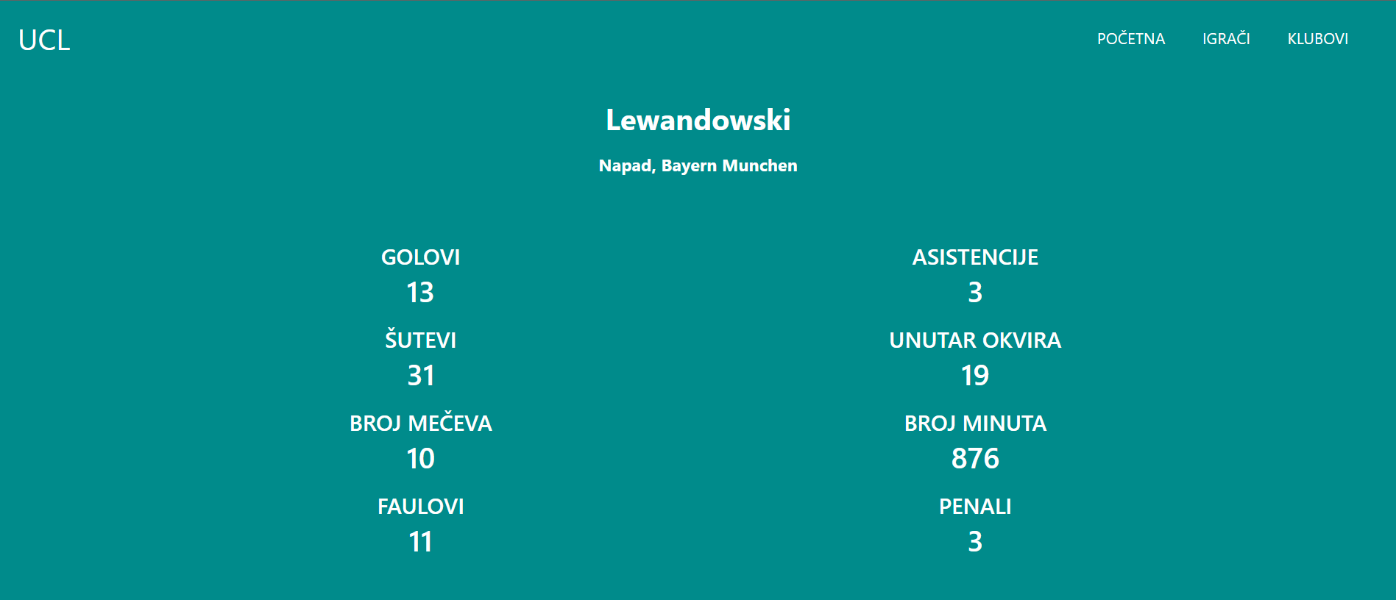 UCL
POČETNA IGRAČI KLUBOVI
Lewandowski
Napad, Bayern Munchen
GOLOVI ASISTENCIJE
13 3
ŠUTEVI UNUTAR OKVIRA
31 19
BROJ MEČEVA BROJ MINUTA
10 876
FAULOVI PENALI
11 3